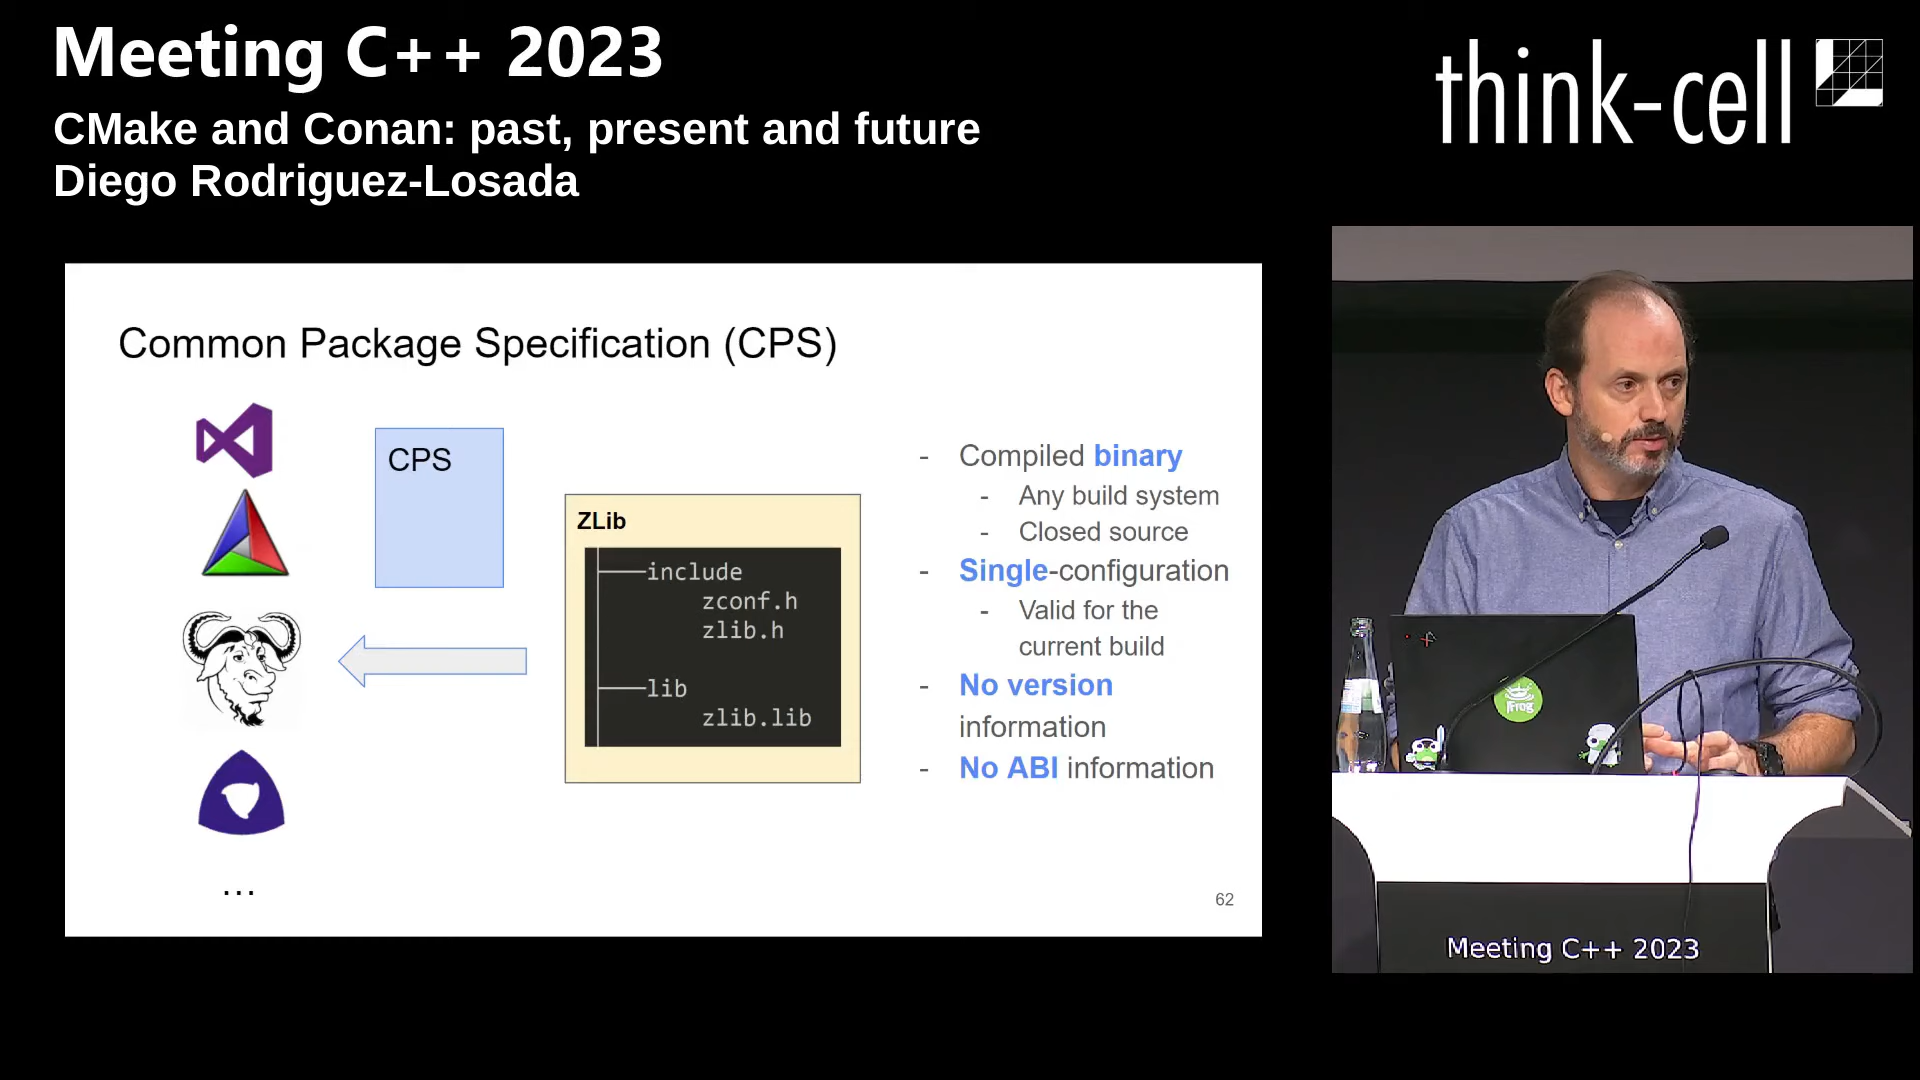 Meeting C++ 2023
CMake and Conan: past, present and future
Diego Rodriguez-Losada
think-cell
Common Package Specification (CPS)
CPS
ZLib
include
zconf.h
zlib.h
lib
zlib.lib
- Compiled binary
- Any build system
- Closed source
- Single-configuration
- Valid for the
current build
- No version
information
- No ABI information
...
62
JFrog
Meeting C++ 2023